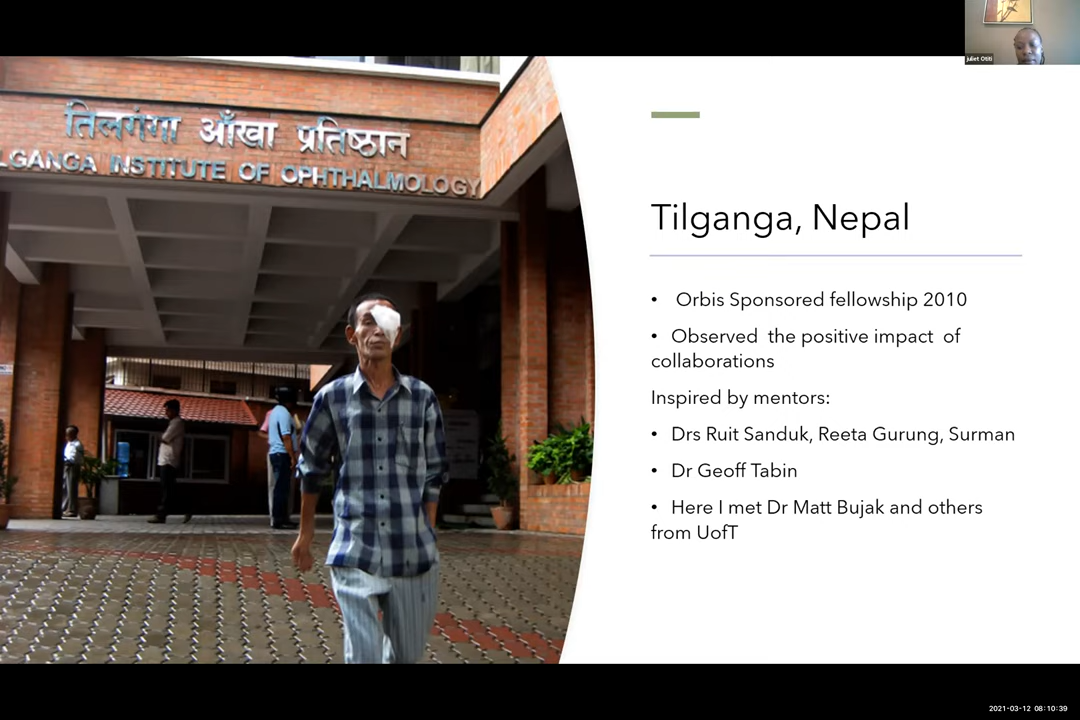 juliet Otiti
तिलगंगा आँखा प्रतिष्ठान
LGANGA INSTITUTE OF OPHTHALMOLOGY
Tilganga, Nepal
• Orbis Sponsored fellowship 2010
• Observed the positive impact of
collaborations
Inspired by mentors:
• Drs Ruit Sanduk, Reeta Gurung, Surman
• Dr Geoff Tabin
• Here I met Dr Matt Bujak and others
from UofT
2021-03-12 08:10:39